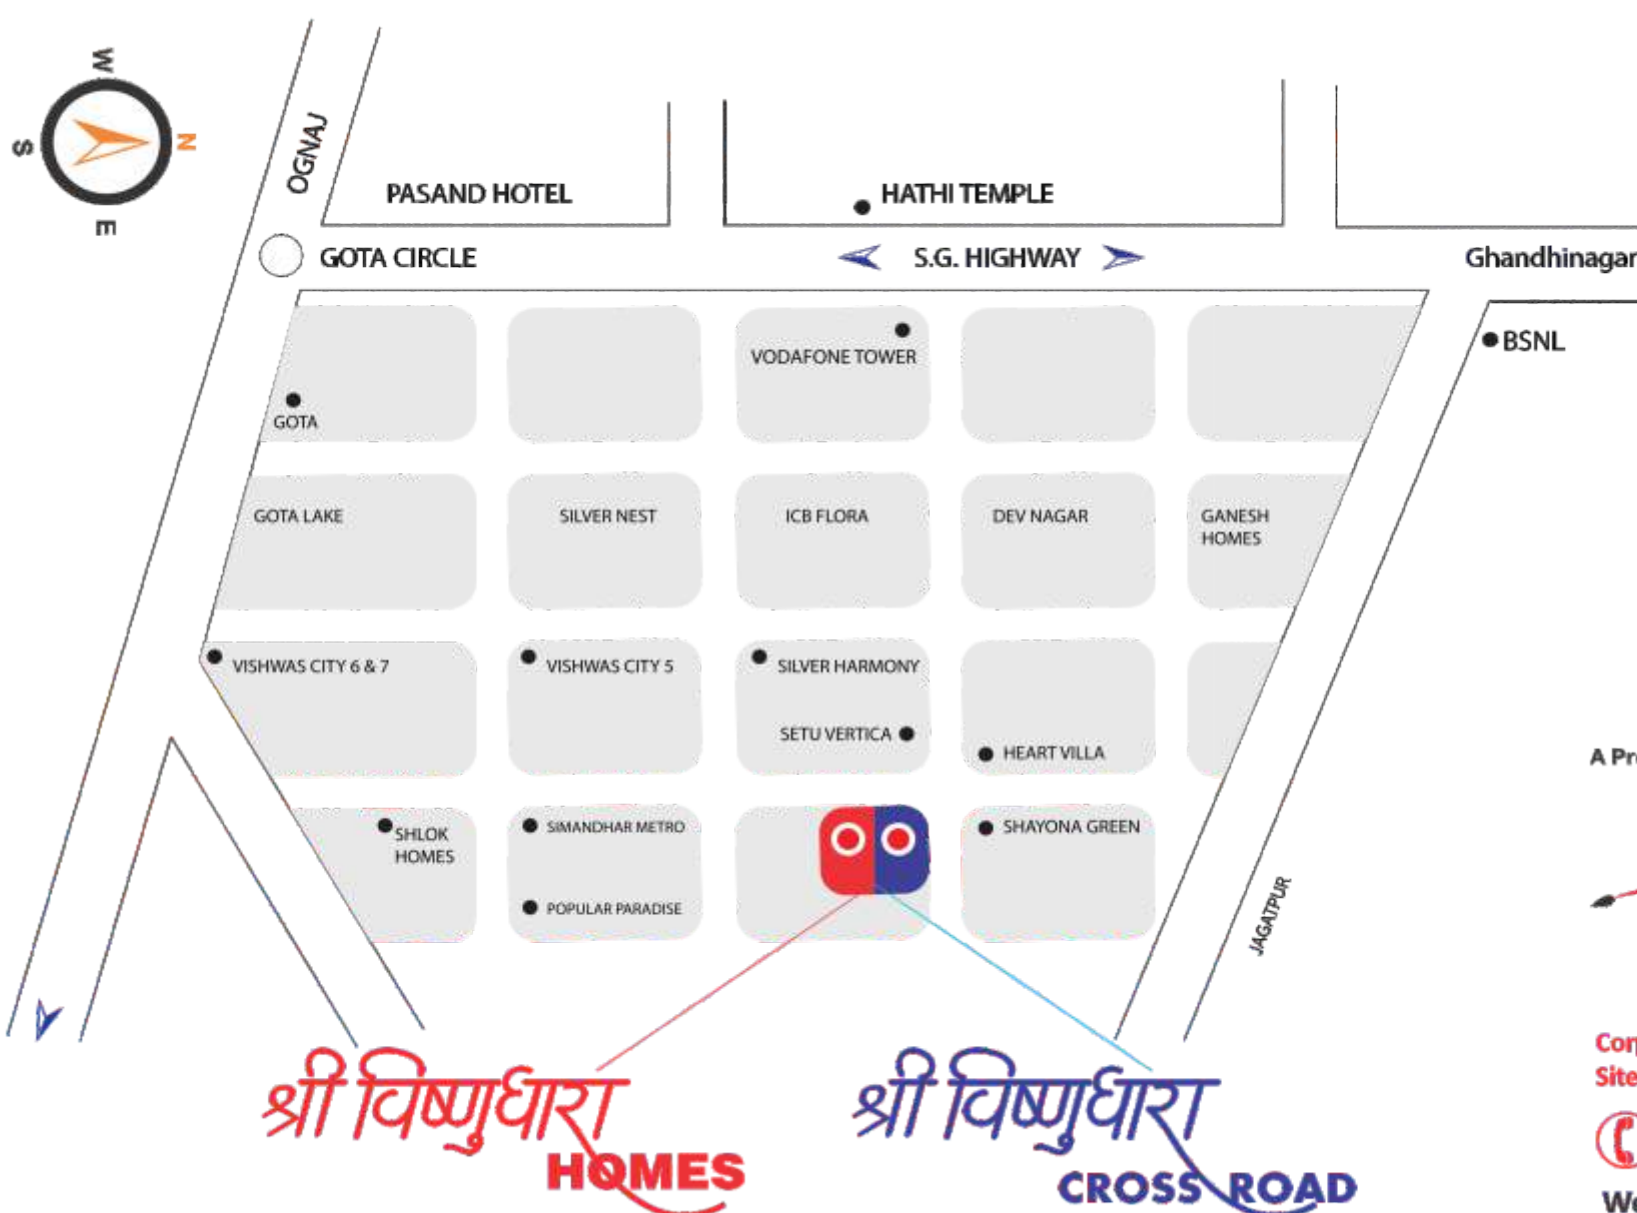 W
N
S
E
OGNAJ
PASAND HOTEL
HATHI TEMPLE
GOTA CIRCLE
S.G. HIGHWAY
Ghandhinagar
BSNL
VODAFONE TOWER
GOTA
GOTA LAKE
SILVER NEST
ICB FLORA
DEV NAGAR
GANESH
HOMES
VISHWAS CITY 6 & 7
VISHWAS CITY 5
SILVER HARMONY
SETU VERTICA
HEART VILLA
A Pr
SHLOK
HOMES
SIMANDHAR METRO
POPULAR PARADISE
SHAYONA GREEN
JAGATPUR
श्री विष्णुधारा
HOMES
श्री विष्णुधारा
CROSS ROAD
Site